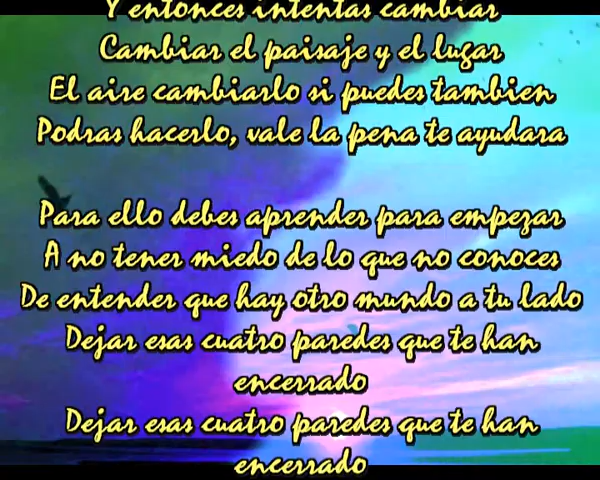 Y entonces intentas cambiar
Cambiar el paisaje y el lugar
El aire cambiarlo si puedes tambien
Podras hacerlo, vale la pena te ayudara
Para ello debes aprender para empezar
A no tener miedo de lo que no conoces
De entender que hay otro mundo a tu lado
Dejar esas cuatro paredes que te han
encerrado
Dejar esas cuatro paredes que te han
encerrado